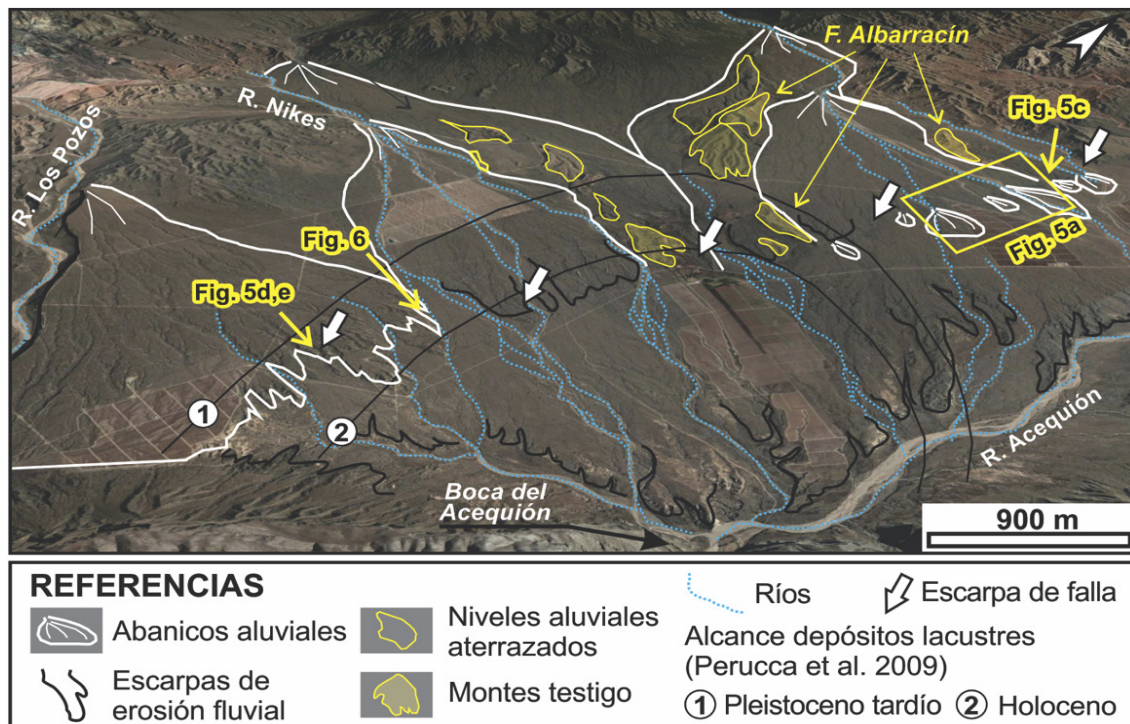 F. Albarracín
R. Nikes
Fig. 5c
R. Los Pozos
Fig. 6
Fig. 5a
Fig. 5d,e
1
2
R. Acequión
Boca del
Acequión
900 m
REFERENCIAS
Abanicos aluviales
Escarpas de
erosión fluvial
Niveles aluviales
aterrazados
Montes testigo
Ríos
Escarpa de falla
Alcance depósitos lacustres
(Perucca et al. 2009)
1 Pleistoceno tardío 2 Holoceno